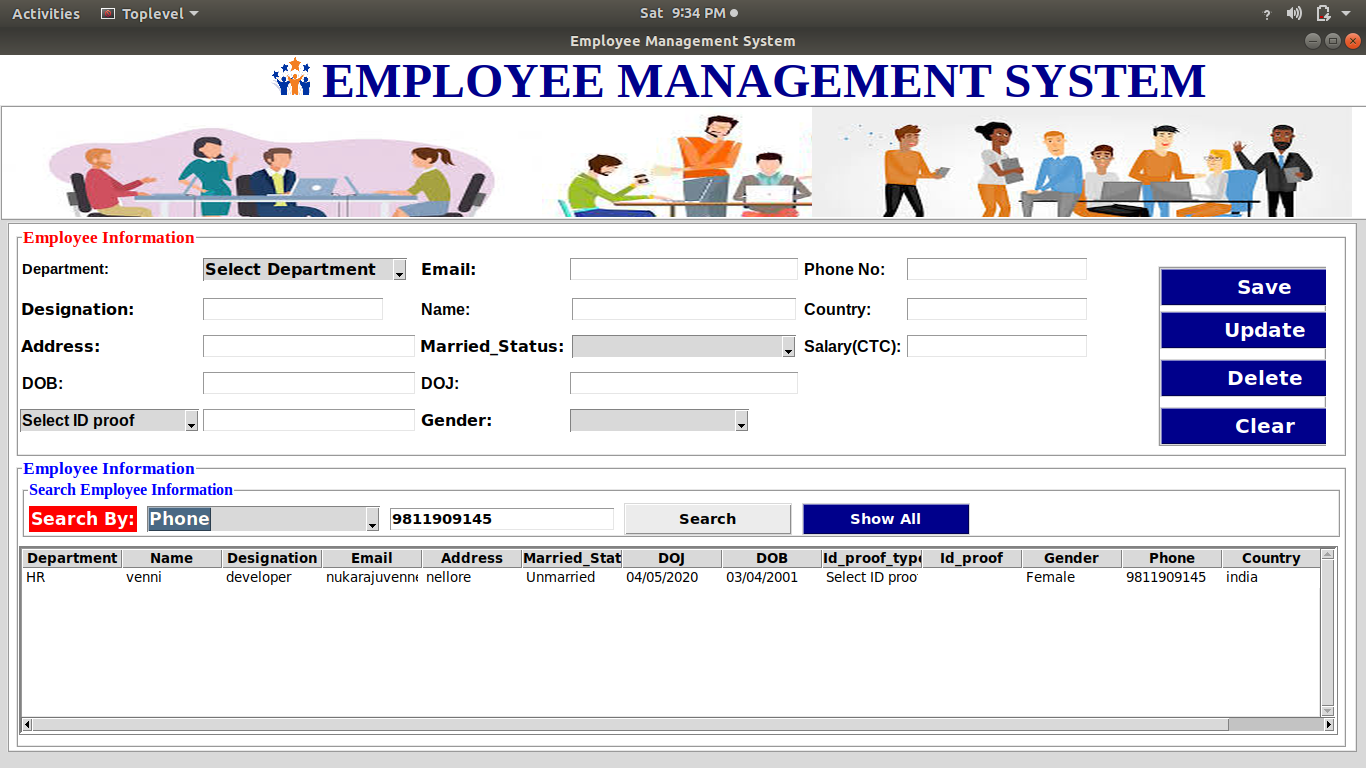 Activities Toplevel Sat 9:34 PM ?
Employee Management System
EMPLOYEE MANAGEMENT SYSTEM
Employee Information
Department: Select Department Email: Phone No: Save
Designation: Name: Country: Update
Address: Married_Status: Salary(CTC):
DOB: DOJ: Delete
Select ID proof Gender: Clear
Employee Information
Search Employee Information
Search By: Phone 9811909145 Search Show All
Department Name Designation Email Address Married_Stat DOJ DOB Id_proof_type Id_proof Gender Phone Country
HR venni developer nukarajuvenne nellore Unmarried 04/05/2020 03/04/2001 Select ID proof Female 9811909145 india